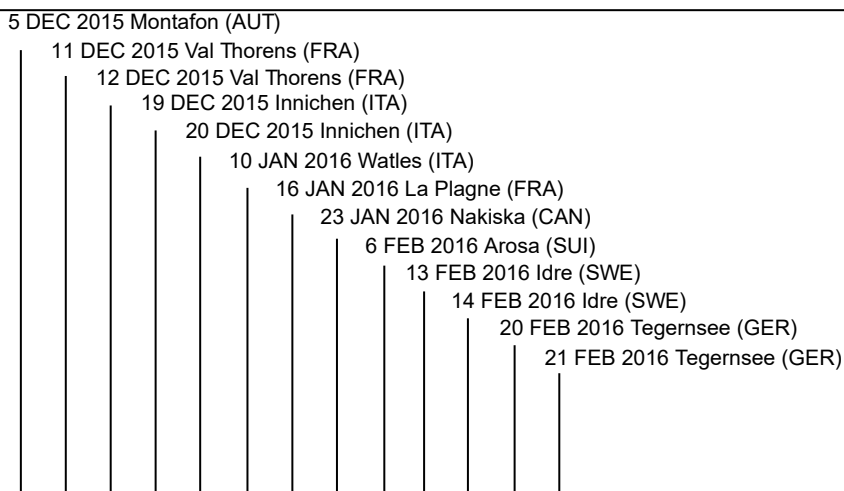 5 DEC 2015 Montafon (AUT)
11 DEC 2015 Val Thorens (FRA)
12 DEC 2015 Val Thorens (FRA)
19 DEC 2015 Innichen (ITA)
20 DEC 2015 Innichen (ITA)
10 JAN 2016 Watles (ITA)
16 JAN 2016 La Plagne (FRA)
23 JAN 2016 Nakiska (CAN)
6 FEB 2016 Arosa (SUI)
13 FEB 2016 Idre (SWE)
14 FEB 2016 Idre (SWE)
20 FEB 2016 Tegernsee (GER)
21 FEB 2016 Tegernsee (GER)